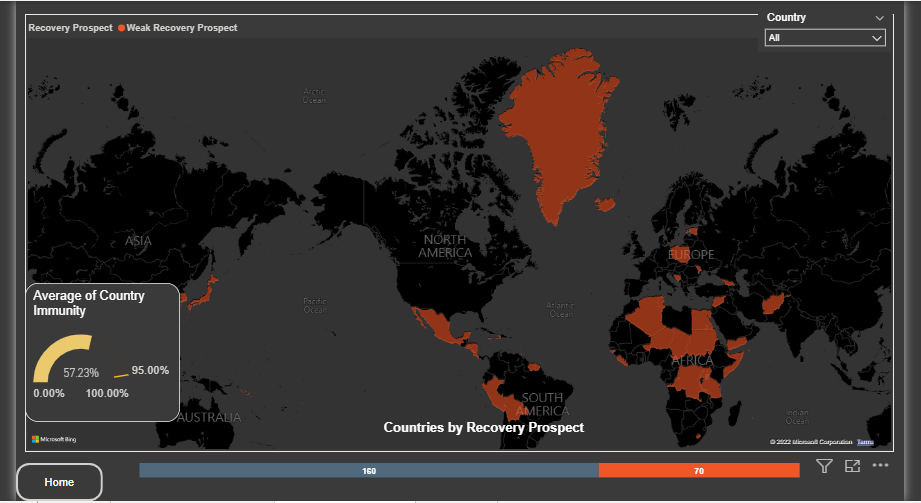 Country
Recovery Prospect Weak Recovery Prospect
All
Arctic
Ocean
ASIA
NORTH
AMERICA
EUROPE
Average of Country
Immunity
Pacific
Ocean
Atlantic
Ocean
57.23%
95.00%
0.00%
100.00%
AFRICA
SOUTH
AMERICA
AUSTRALIA
Indian
Ocean
Countries by Recovery Prospect
Microsoft Bing
© 2022 Microsoft Corporation Terms
160
70
Home